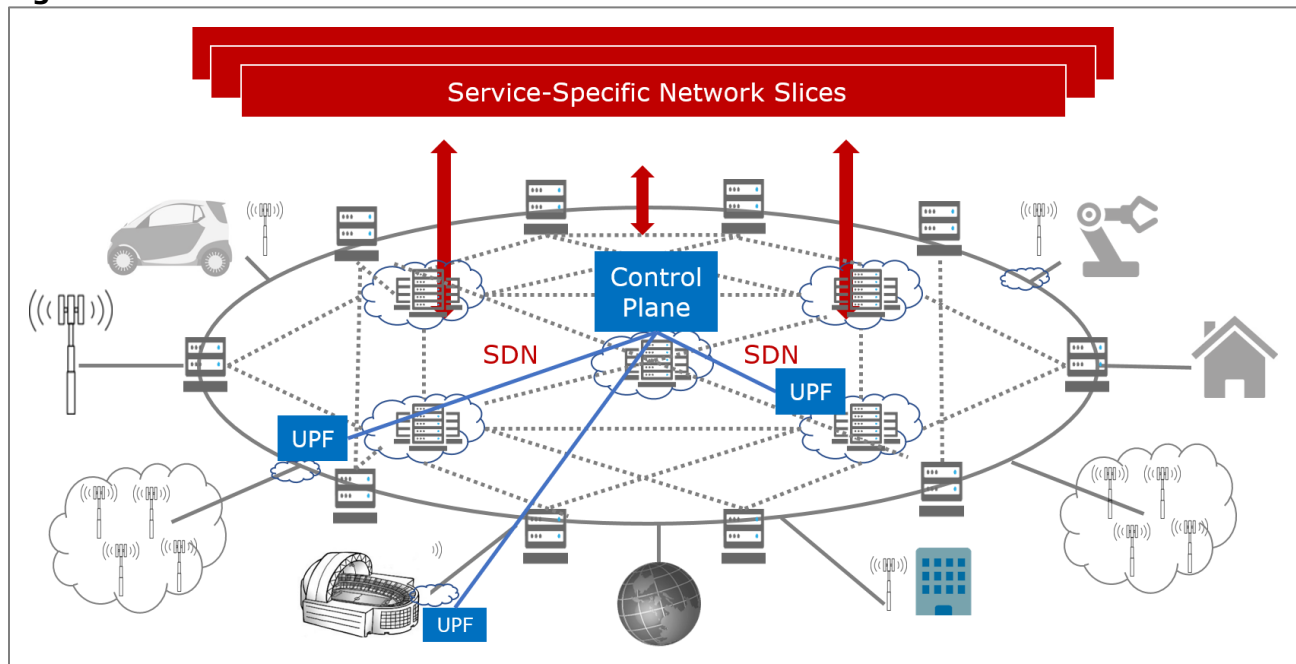 Service-Specific Network Slices
Control
Plane
SDN
SDN
UPF
UPF
UPF